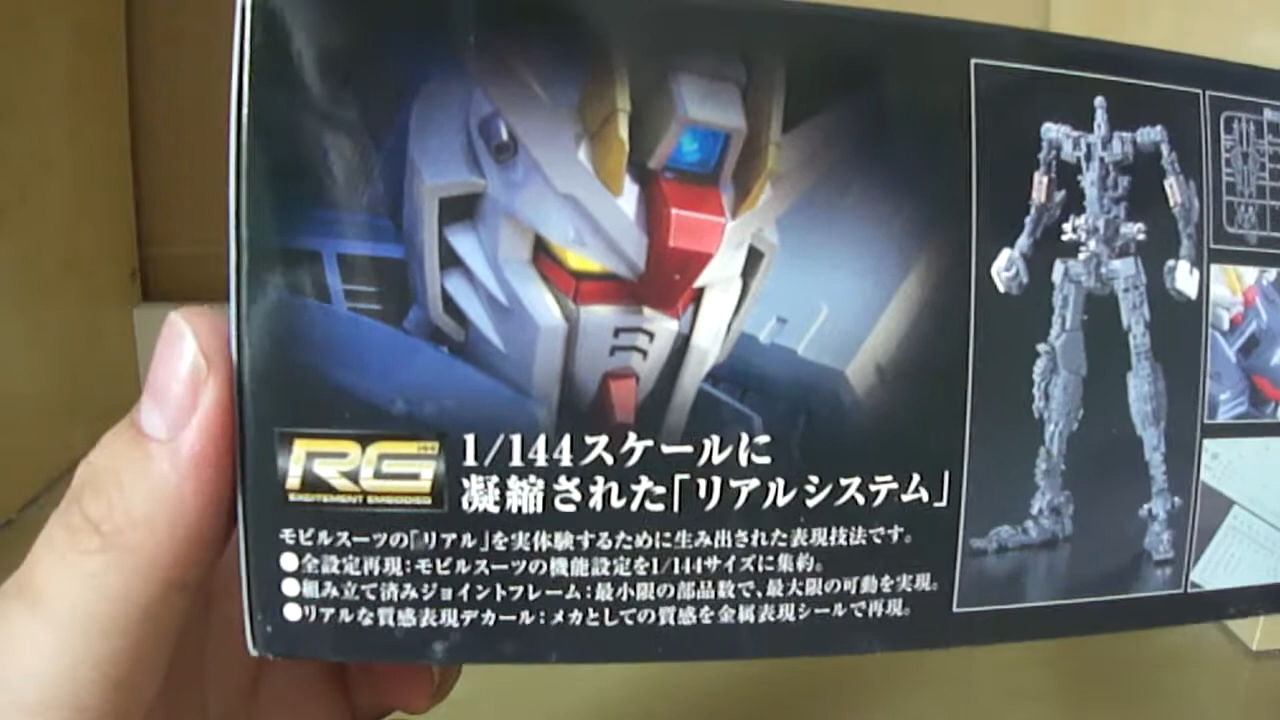 RG
EXCITEMENT EMBODIED
1/144スケールに
凝縮された「リアルシステム」
モビルスーツの「リアル」を実体験するために生み出された表現技法です。
●全設定再現：モビルスーツの機能設定を1/144サイズに集約。
●組み立て済みジョイントフレーム：最小限の部品数で、最大限の可動を実現。
●リアルな質感表現デカール：メカとしての質感を金属表現シールで再現。